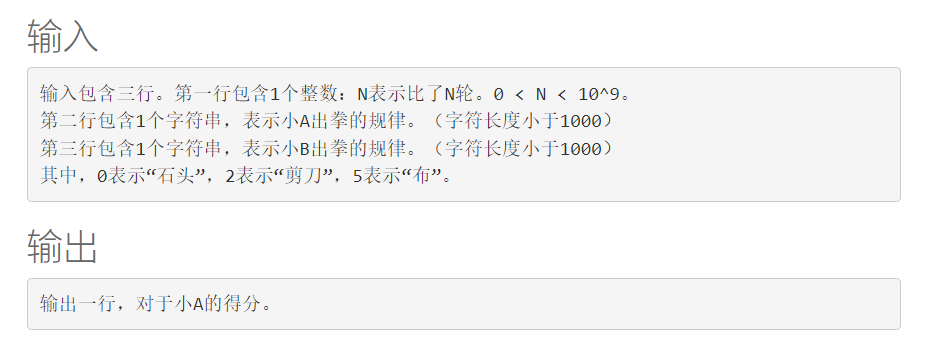 输入
输入包含三行。第一行包含1个整数：N表示比了N轮。0 < N < 10^9。
第二行包含1个字符串，表示小A出拳的规律。（字符长度小于1000）
第三行包含1个字符串，表示小B出拳的规律。（字符长度小于1000）
其中，0表示“石头”，2表示“剪刀”，5表示“布”。
输出
输出一行，对于小A的得分。